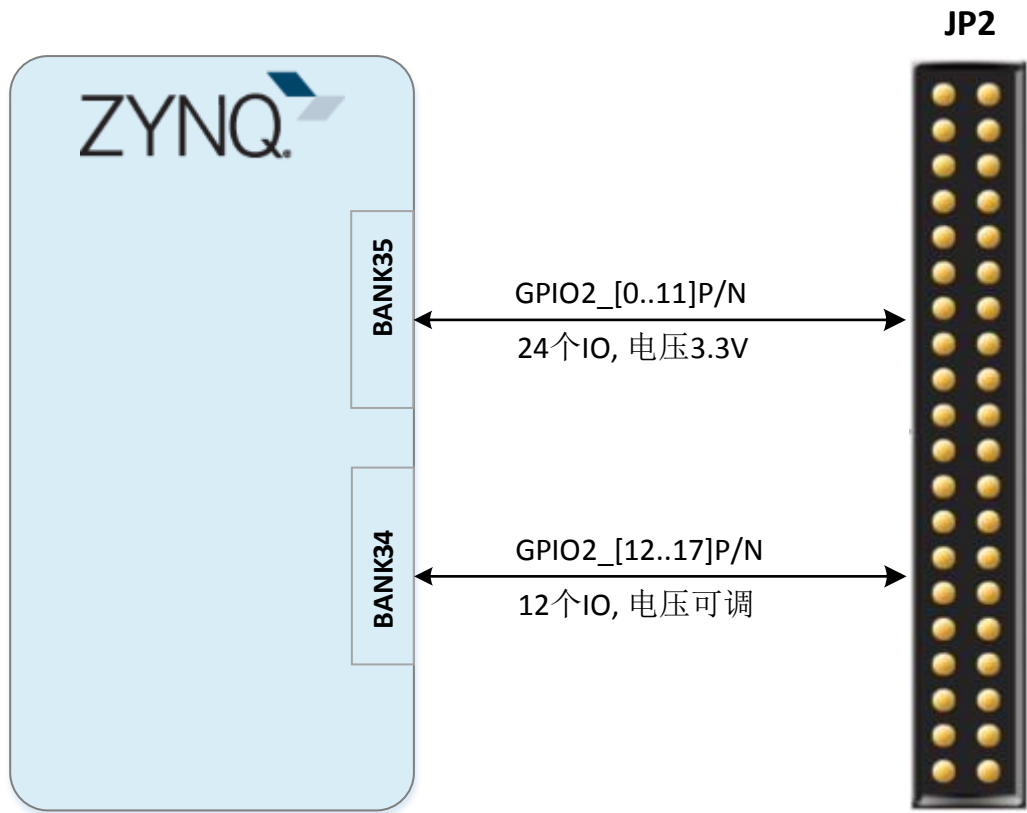 JP2
ZYNQ
BANK35
GPIO2_[0..11]P/N
24个IO, 电压3.3V
BANK34
GPIO2_[12..17]P/N
12个IO, 电压可调